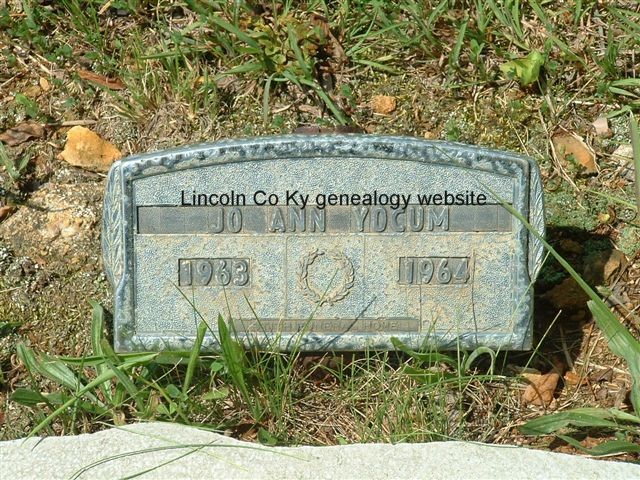 Lincoln Co Ky genealogy website
JO ANN YOCUM
1963 1964